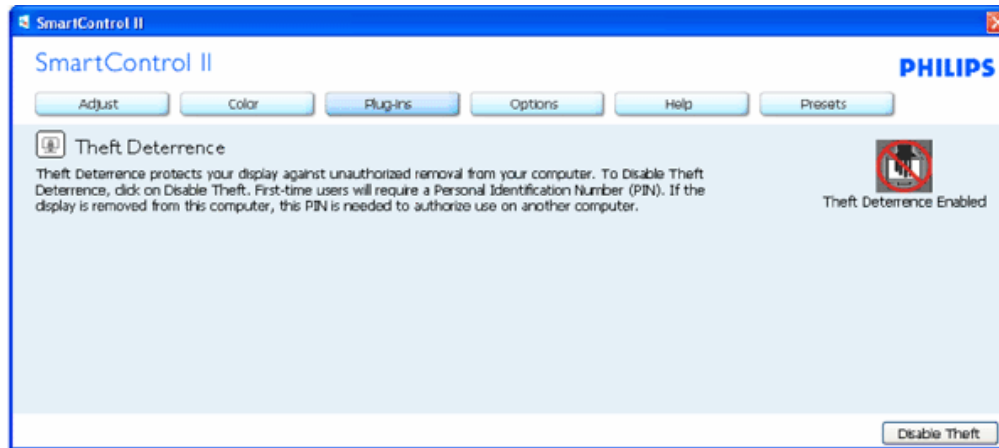 SmartControl II
SmartControl II
PHILIPS
Adjust Color Plug-Ins Options Help Presets
Theft Deterrence
Theft Deterrence protects your display against unauthorized removal from your computer. To Disable Theft
Deterrence, click on Disable Theft. First-time users will require a Personal Identification Number (PIN). If the
display is removed from this computer, this PIN is needed to authorize use on another computer.
Theft Deterrence Enabled
Disable Theft